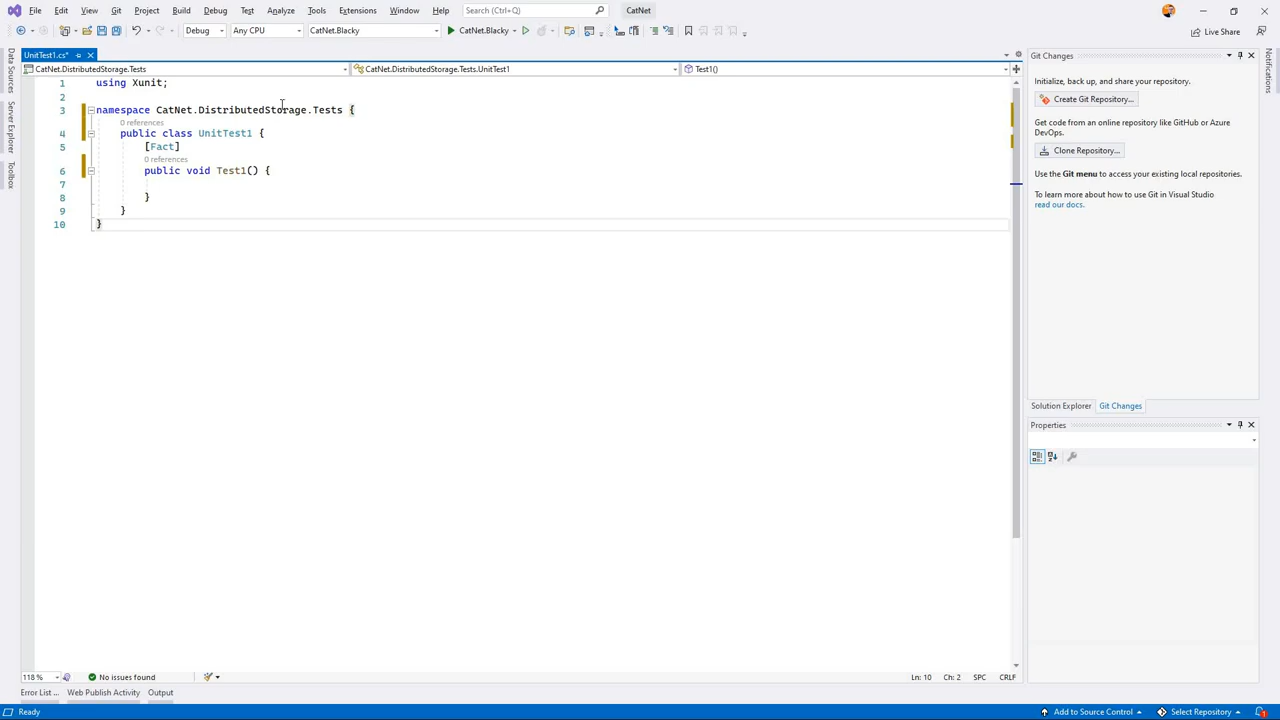 File Edit View Git Project Build Debug Test Analyze Tools Extensions Window Help Search (Ctrl+Q) CatNet
Debug Any CPU CatNet.Blacky CatNet.Blacky Live Share
UnitTest1.cs*
CatNet.DistributedStorage.Tests CatNet.DistributedStorage.Tests.UnitTest1 Test1()
1 using Xunit;
2
3 namespace CatNet.DistributedStorage.Tests {
0 references
4 public class UnitTest1 {
5 [Fact]
0 references
6 public void Test1() {
7
8 }
9 }
10 }
118 % No issues found Ln: 10 Ch: 2 SPC CRLF
Error List ... Web Publish Activity Output
Ready Add to Source Control Select Repository 1
Data Sources
Server Explorer
Toolbox
Git Changes
Initialize, back up, and share your repository.
Create Git Repository...
Get code from an online repository like GitHub or Azure
DevOps.
Clone Repository...
Use the Git menu to access your existing local repositories.
To learn more about how to use Git in Visual Studio
read our docs.
Solution Explorer Git Changes
Properties
Notifications